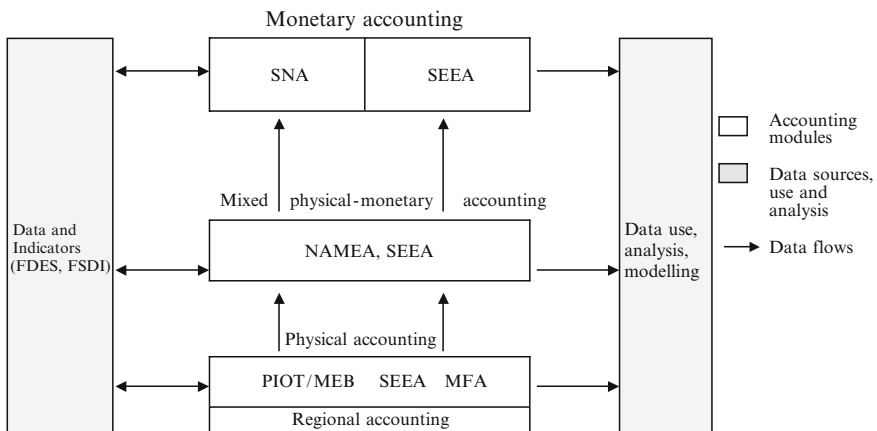 Monetary accounting
SNA
SEEA
Mixed physical-monetary accounting
Data and
Indicators
(FDES, FSDI)
NAMEA, SEEA
Physical accounting
PIOT/MEB SEEA MFA
Regional accounting
Data use,
analysis,
modelling
Accounting
modules
Data sources,
use and
analysis
Data flows